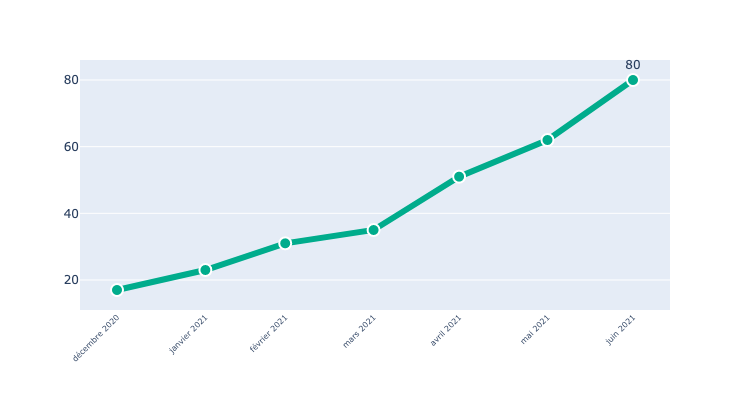 80
80
60
40
20
décembre 2020
janvier 2021
février 2021
mars 2021
avril 2021
mai 2021
juin 2021